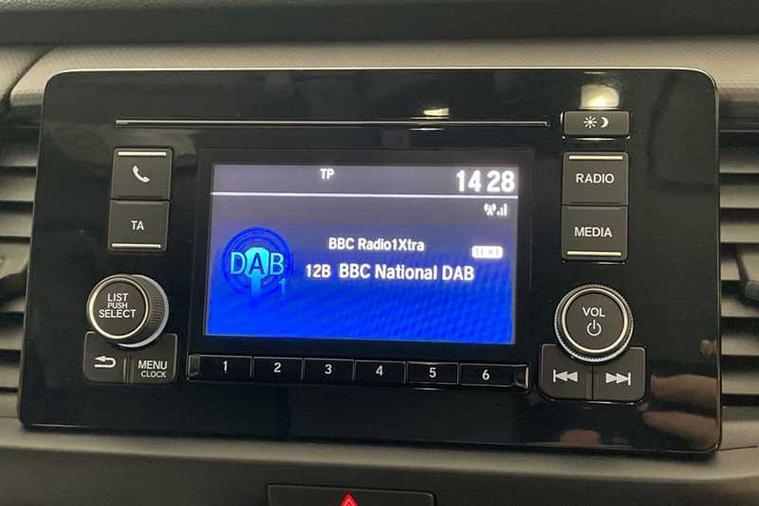 TP
14 28
BBC Radio1Xtra
TEXT
DAB
1
12B BBC National DAB
TA
RADIO
MEDIA
LIST
PUSH
SELECT
VOL
MENU
CLOCK
1 2 3 4 5 6